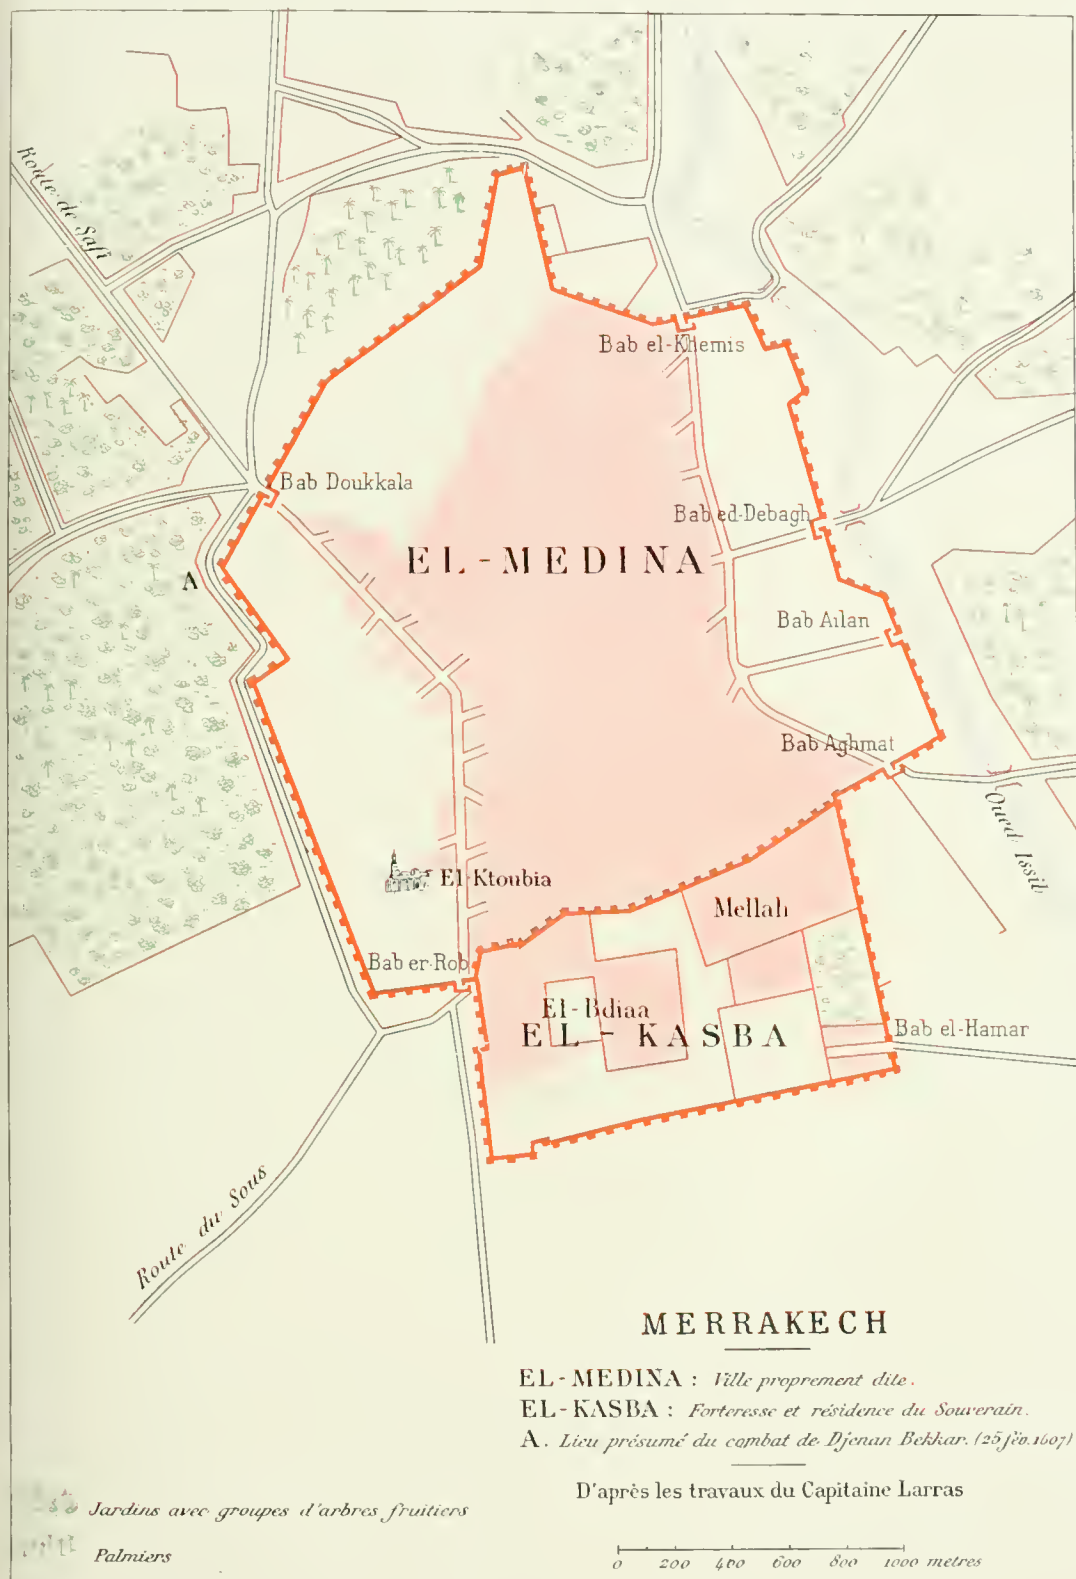 Route de Safi
Bab el-Khemis
Bab Doukkala
Bab ed-Debagh
EL-MEDINA
A
Bab Ailan
Bab Aghmat
Oued Issil
El-Ktoubia
Mellah
Bab er-Rob
El-Bdiaa
EL-KASBA
Bab el-Hamar
Route du Sous
MERRAKECH
EL-MEDINA : Ville proprement dite.
EL-KASBA : Forteresse et résidence du Souverain.
A. Lieu présumé du combat de Djenan Bekkar. (25 fév. 1607)
D'après les travaux du Capitaine Larras
Jardins avec groupes d'arbres fruitiers
Palmiers
0 200 400 600 800 1000 metres